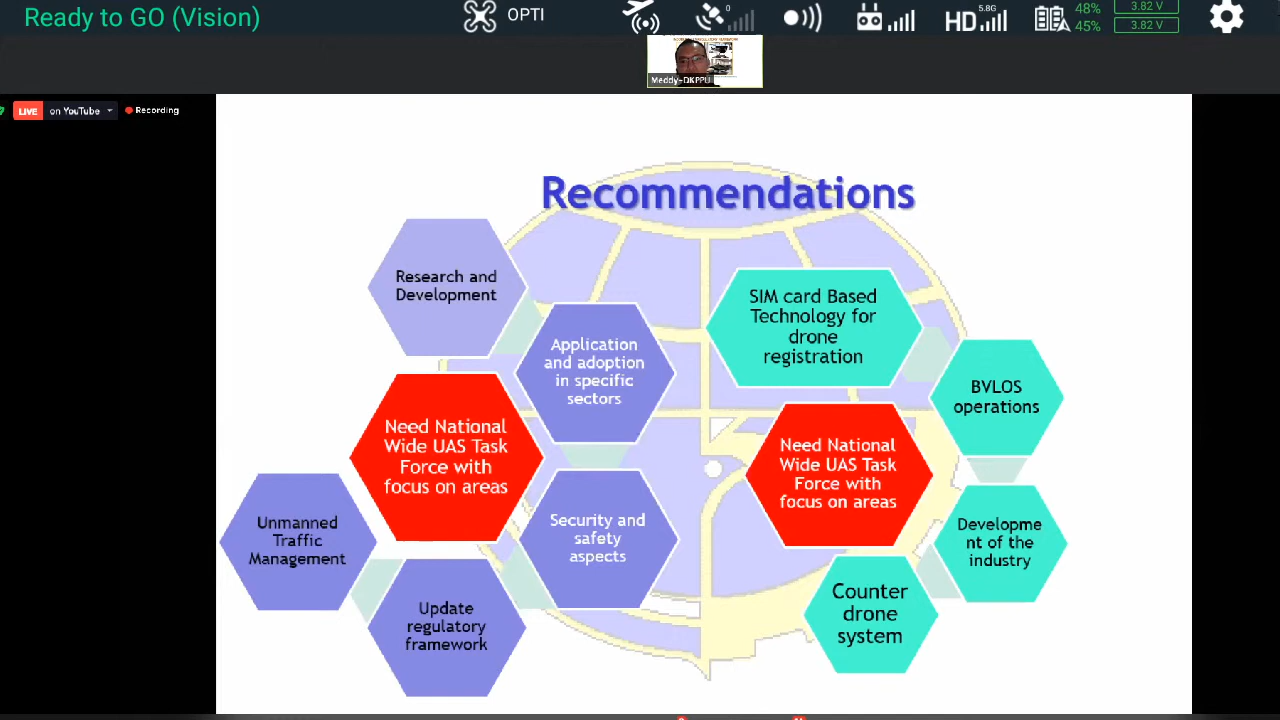 Ready to GO (Vision)
OPTI
0
HD
5.8G
48%
45%
3.82 V
3.82 V
Meddy-DKPPU
LIVE
on YouTube
Recording
Recommendations
Research and
Development
Application
and adoption
in specific
sectors
Need National
Wide UAS Task
Force with
focus on areas
Unmanned
Traffic
Management
Security and
safety
aspects
Update
regulatory
framework
SIM card Based
Technology for
drone
registration
BVLOS
operations
Need National
Wide UAS Task
Force with
focus on areas
Developme
nt of the
industry
Counter
drone
system